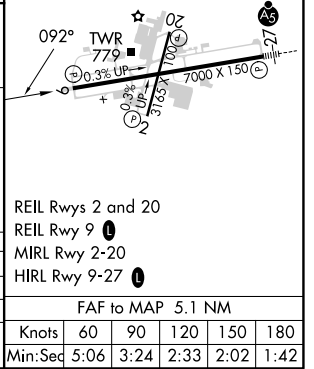 092°
TWR
779
20
A5
27
P
0.3% UP
3165 X 100
7000 X 150
P
9
0.3%
UP
P
2
REIL Rwys 2 and 20
REIL Rwy 9 L
MIRL Rwy 2-20
HIRL Rwy 9-27 L
FAF to MAP 5.1 NM
Knots 60 90 120 150 180
Min:Sec 5:06 3:24 2:33 2:02 1:42